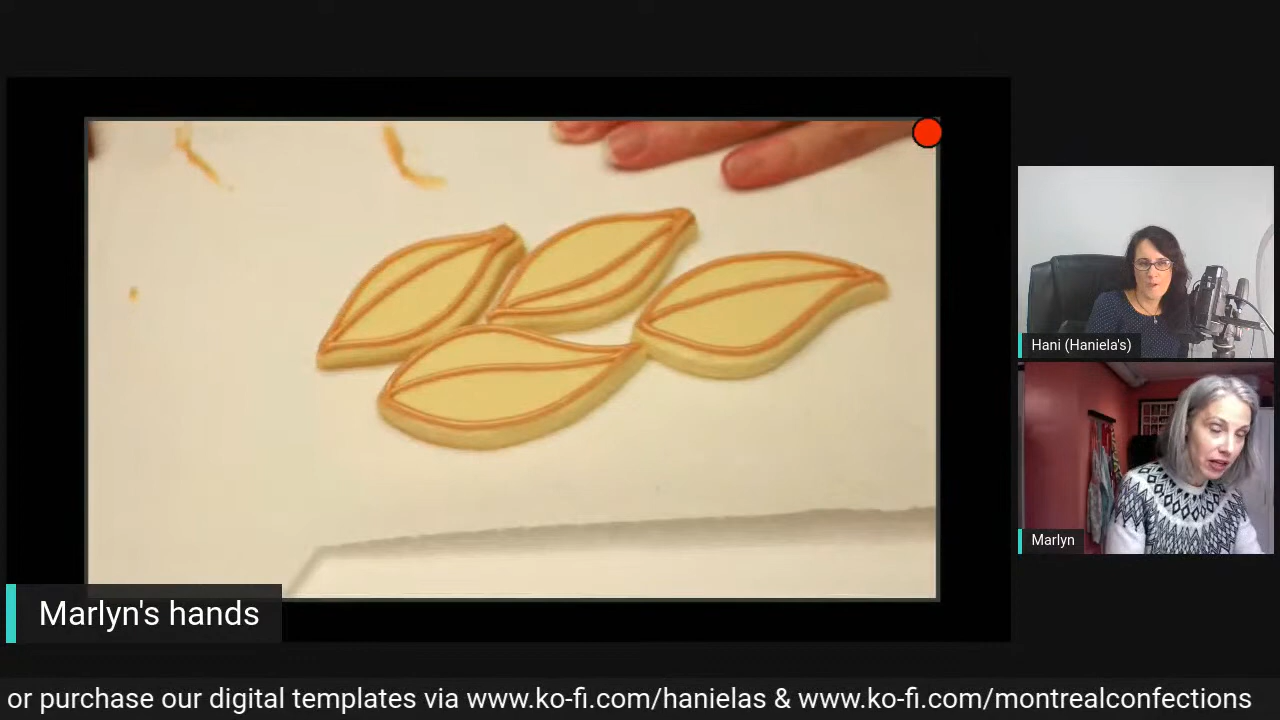 Hani (Haniela's)
Marlyn
Marlyn's hands
or purchase our digital templates via www.ko-fi.com/hanielas & www.ko-fi.com/montrealconfections